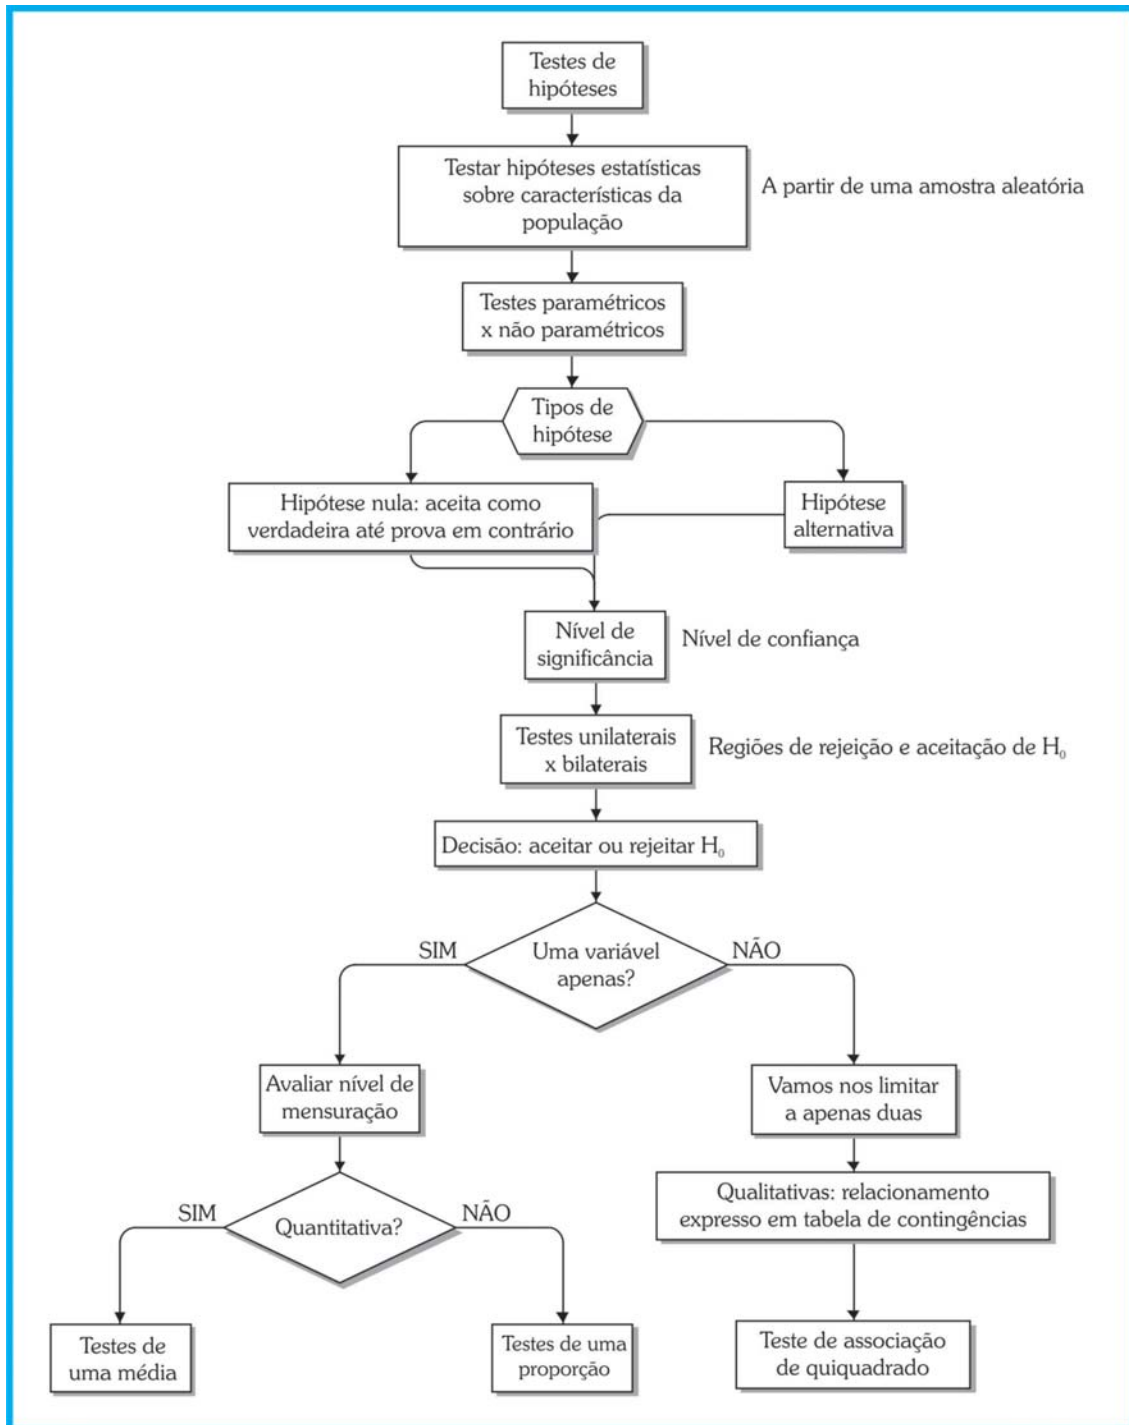 Testes de
hipóteses
Testar hipóteses estatísticas
sobre características da
população
A partir de uma amostra aleatória
Testes paramétricos
x não paramétricos
Tipos de
hipótese
Hipótese nula: aceita como
verdadeira até prova em contrário
Hipótese
alternativa
Nível de
significância
Nível de confiança
Testes unilaterais
x bilaterais
Regiões de rejeição e aceitação de H₀
Decisão: aceitar ou rejeitar H₀
SIM
Uma variável
apenas?
NÃO
Avaliar nível de
mensuração
Vamos nos limitar
a apenas duas
SIM
Quantitativa?
NÃO
Qualitativas: relacionamento
expresso em tabela de contingências
Testes de
uma média
Testes de uma
proporção
Teste de associação
de quiquadrado